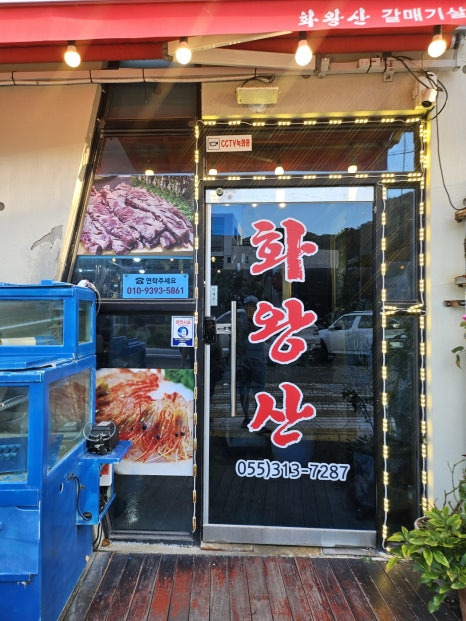 화왕산 갈매기살
CCTV녹화중
☎연락주세요
010-9393-5861
화
왕
산
055)313-7287